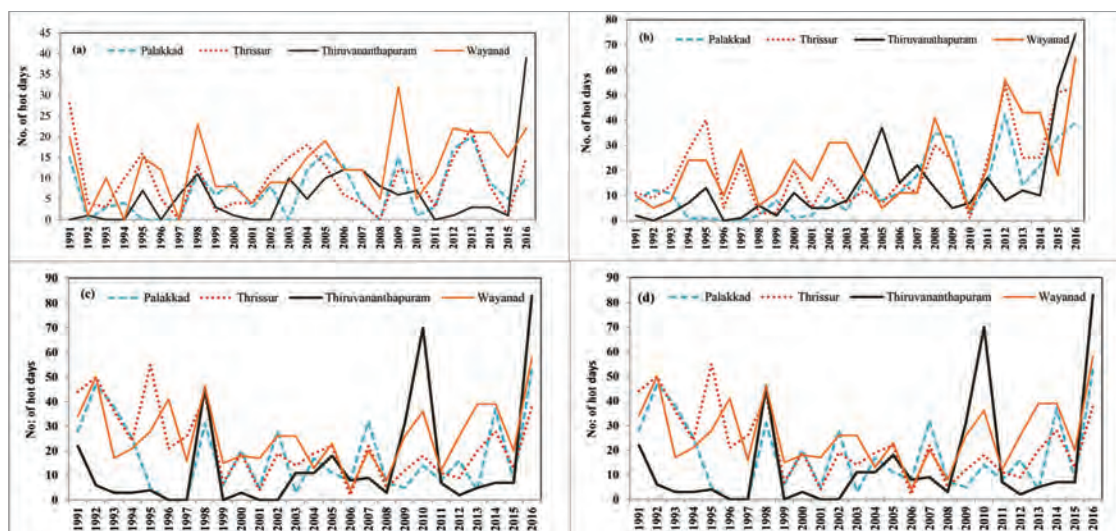 (a)
Palakkad Thrissur Thiruvananthapuram Wayanad
No. of hot days
45
40
35
30
25
20
15
10
5
0
1991 1992 1993 1994 1995 1996 1997 1998 1999 2000 2001 2002 2003 2004 2005 2006 2007 2008 2009 2010 2011 2012 2013 2014 2015 2016
(b)
Palakkad Thrissur Thiruvanathapuram Wayanad
No. of hot days
80
70
60
50
40
30
20
10
0
1991 1992 1993 1994 1995 1996 1997 1998 1999 2000 2001 2002 2003 2004 2005 2006 2007 2008 2009 2010 2011 2012 2013 2014 2015 2016
(c)
Palakkad Thrissur Thiruvananthapuram Wayanad
No: of hot days
90
80
70
60
50
40
30
20
10
0
1991 1992 1993 1994 1995 1996 1997 1998 1999 2000 2001 2002 2003 2004 2005 2006 2007 2008 2009 2010 2011 2012 2013 2014 2015 2016
(d)
Palakkad Thrissur Thiruvananthapuram Wayanad
No: of hot days
90
80
70
60
50
40
30
20
10
0
1991 1992 1993 1994 1995 1996 1997 1998 1999 2000 2001 2002 2003 2004 2005 2006 2007 2008 2009 2010 2011 2012 2013 2014 2015 2016